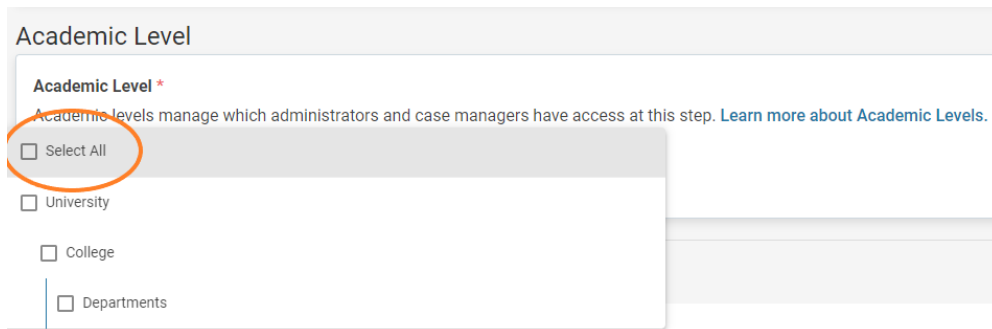 Academic Level
Academic Level *
Academic levels manage which administrators and case managers have access at this step. Learn more about Academic Levels.
Select All
University
College
Departments